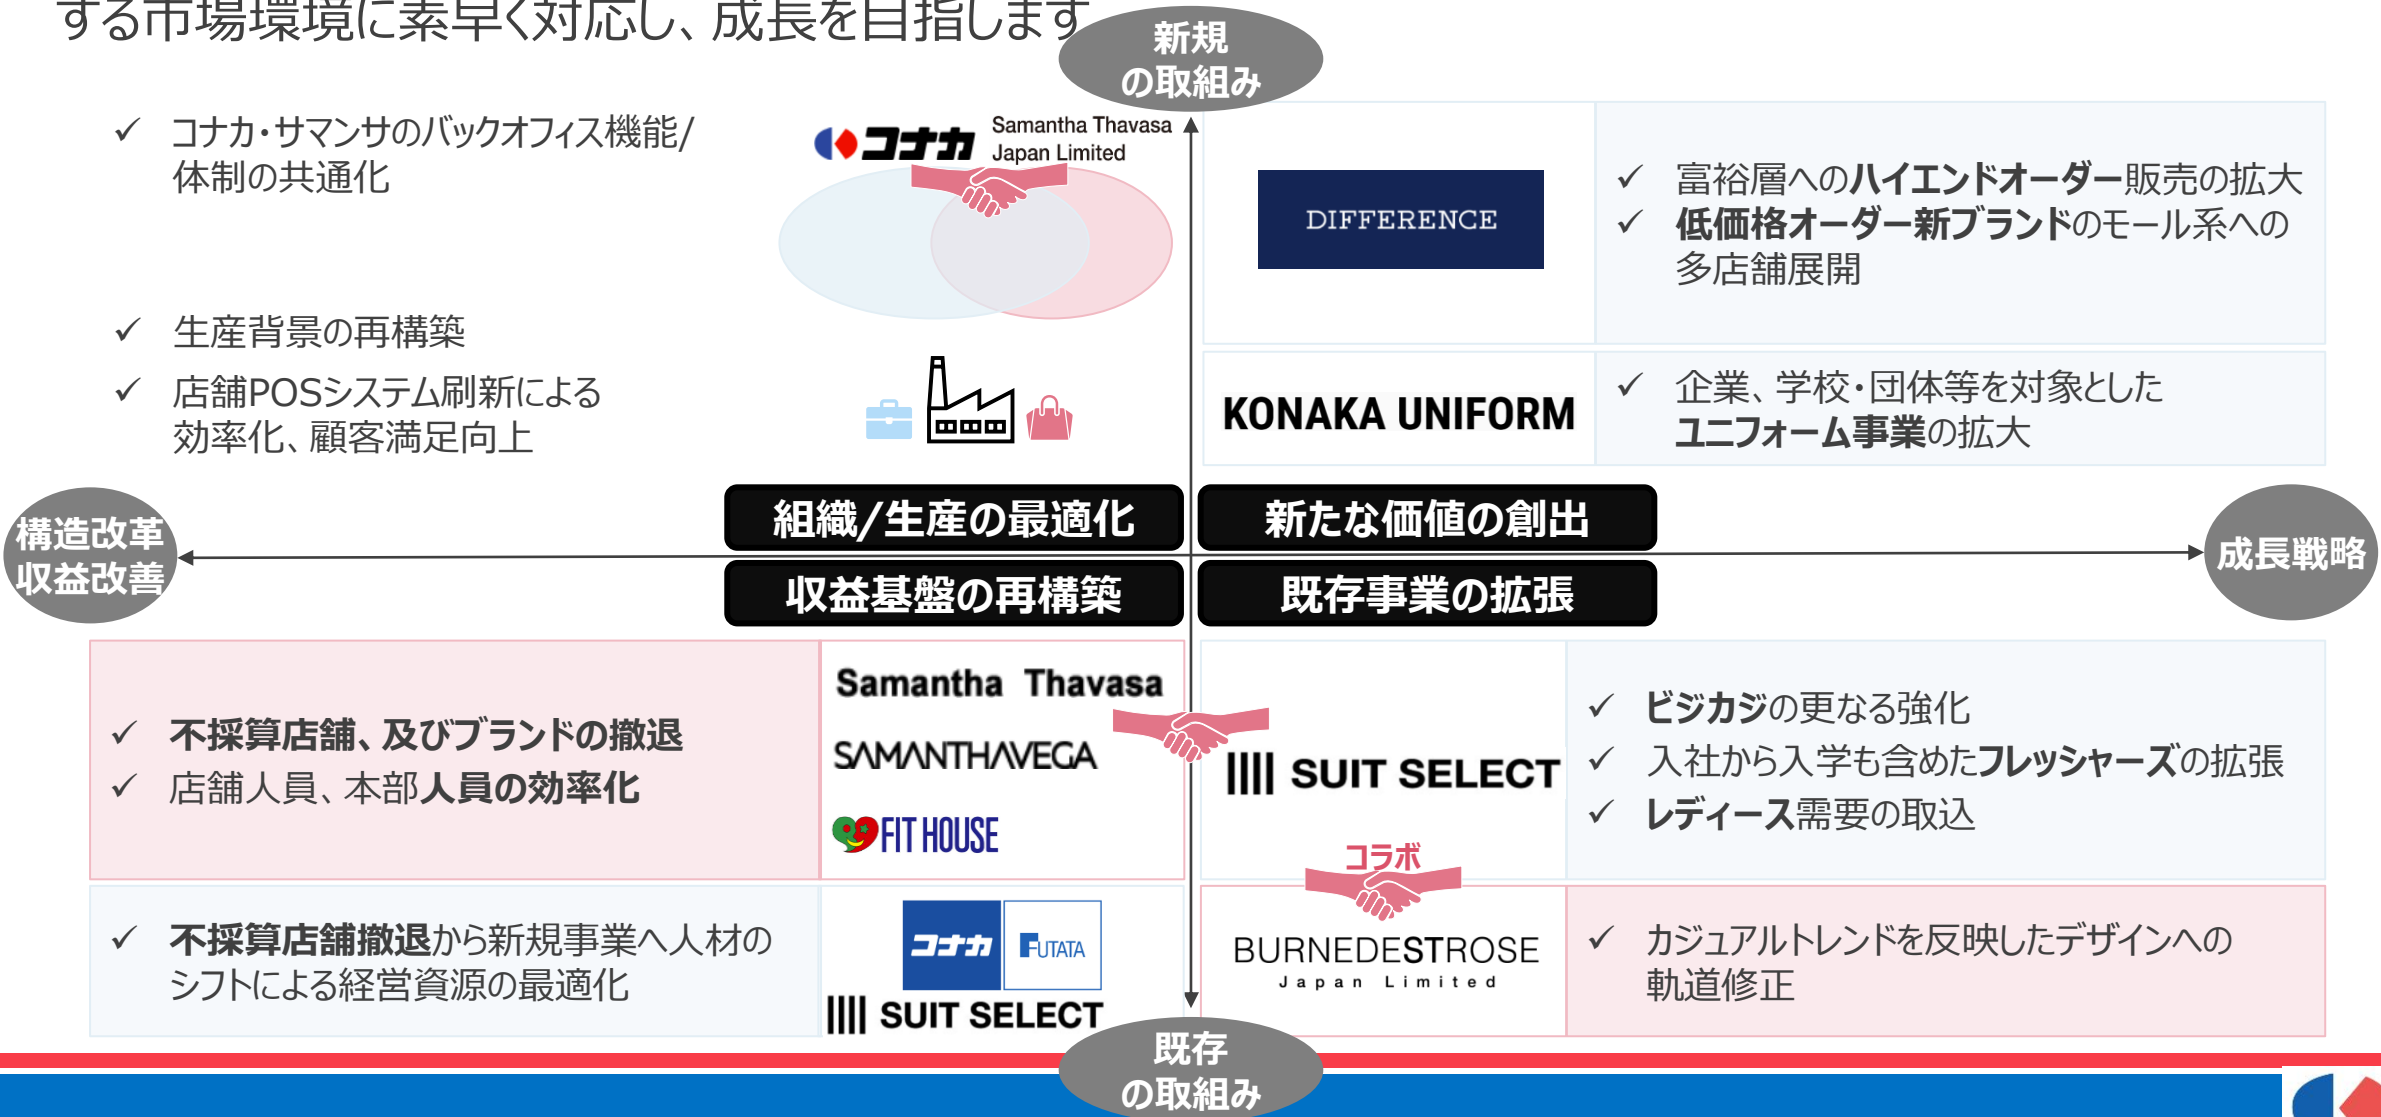 する市場環境に素早く対応し、成長を目指します
新規
の取組み
コナカ・サマンサのバックオフィス機能/
体制の共通化
コナカ
Samantha Thavasa
Japan Limited
生産背景の再構築
店舗POSシステム刷新による
効率化、顧客満足向上
DIFFERENCE
富裕層へのハイエンドオーダー販売の拡大
低価格オーダー新ブランドのモール系への
多店舗展開
KONAKA UNIFORM
企業、学校・団体等を対象とした
ユニフォーム事業の拡大
構造改革
収益改善
組織/生産の最適化
新たな価値の創出
収益基盤の再構築
既存事業の拡張
成長戦略
不採算店舗、及びブランドの撤退
店舗人員、本部人員の効率化
Samantha Thavasa
SAMANTHAVEGA
FIT HOUSE
SUIT SELECT
ビジカジの更なる強化
入社から入学も含めたフレッシャーズの拡張
レディース需要の取込
不採算店舗撤退から新規事業へ人材の
シフトによる経営資源の最適化
コナカ
FUTATA
SUIT SELECT
コラボ
BURNEDESTROSE
Japan Limited
カジュアルトレンドを反映したデザインへの
軌道修正
既存
の取組み